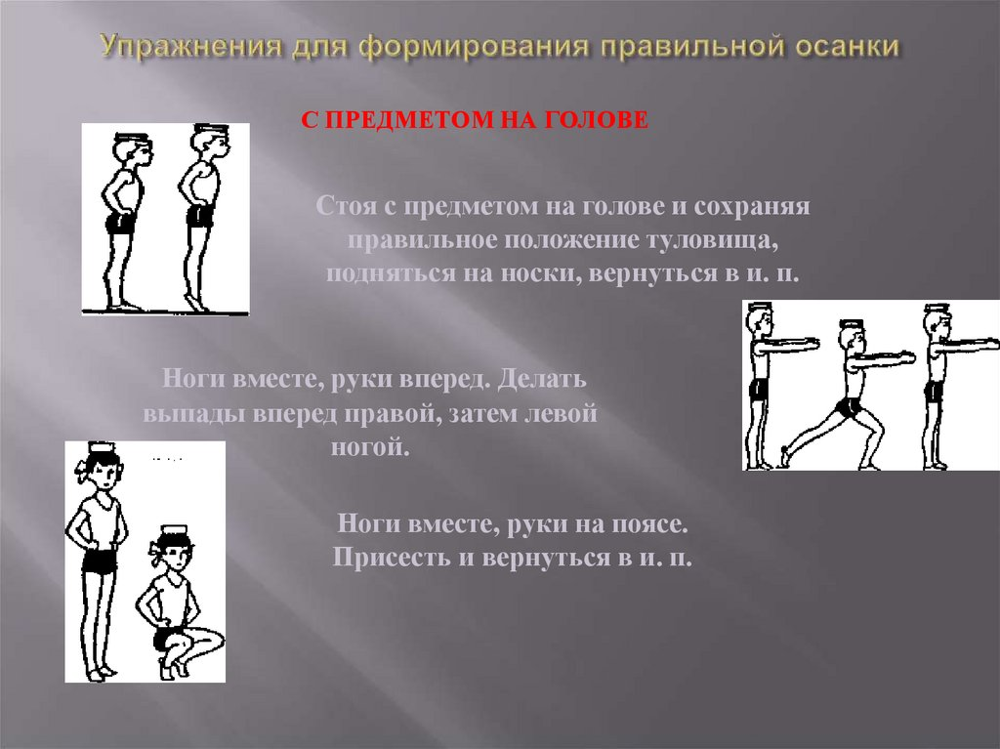 Упражнения для формирования правильной осанки
С ПРЕДМЕТОМ НА ГОЛОВЕ
Стоя с предметом на голове и сохраняя
правильное положение туловища,
подняться на носки, вернуться в и. п.
Ноги вместе, руки вперед. Делать
выпады вперед правой, затем левой
ногой.
Ноги вместе, руки на поясе.
Присесть и вернуться в и. п.